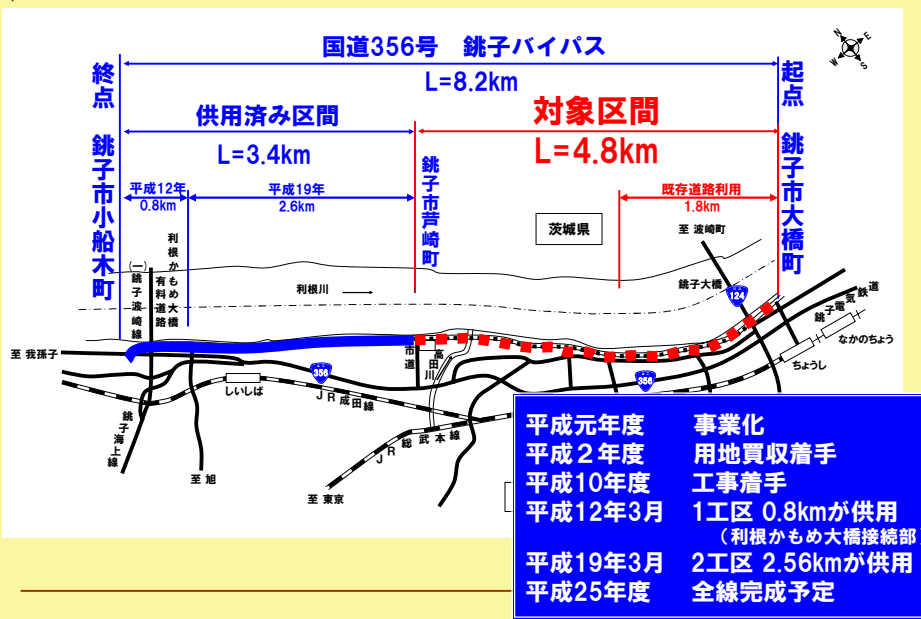 国道356号　銚子バイパス
L=8.2km
終点　銚子市小船木町
起点　銚子市大橋町
供用済み区間
L=3.4km
対象区間
L=4.8km
平成12年
0.8km
平成19年
2.6km
銚子市芦崎町
既存道路利用
1.8km
N
E
W
S
茨城県
至 波崎町
(一)銚子波崎線
利根かもめ大橋
有料道路
利根川
銚子大橋
124
銚子電気鉄道
なかのちょう
ちょうし
至 我孫子
市道
高田川
356
356
しいしば
JR成田線
JR総武本線
銚子海上線
至 旭
至 東京
平成元年度　事業化
平成２年度　用地買収着手
平成10年度　工事着手
平成12年3月　1工区 0.8kmが供用
（利根かもめ大橋接続部
平成19年3月　2工区 2.56kmが供用
平成25年度　全線完成予定